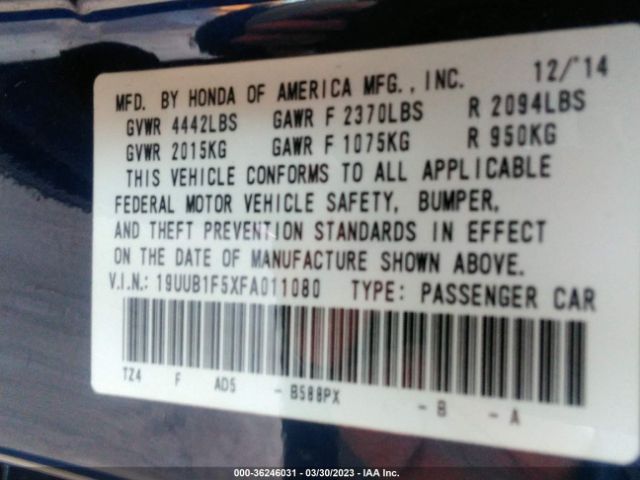 MFD. BY HONDA OF AMERICA MFG., INC. 12/'14
GVWR 4442LBS GAWR F 2370LBS R 2094LBS
GVWR 2015KG GAWR F 1075KG R 950KG
THIS VEHICLE CONFORMS TO ALL APPLICABLE
FEDERAL MOTOR VEHICLE SAFETY, BUMPER,
AND THEFT PREVENTION STANDARDS IN EFFECT
ON THE DATE OF MANUFACTURE SHOWN ABOVE.
V.I.N.: 19UUB1F5XFA011080 TYPE: PASSENGER CAR
TZ4 F AD5 - B588PX - B - A
000-36246031 — 03/30/2023 — IAA Inc.